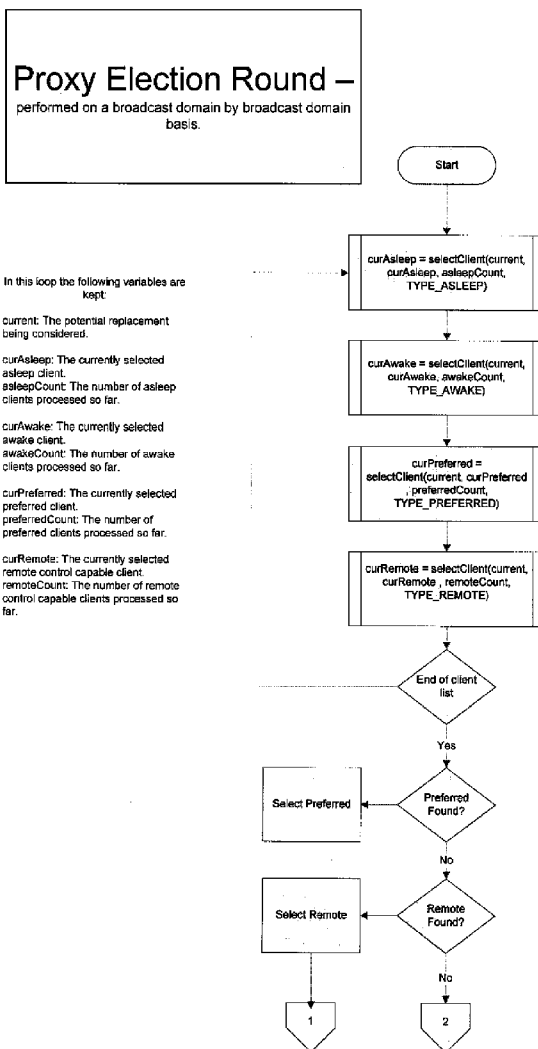 Proxy Election Round –
performed on a broadcast domain by broadcast domain
basis.
Start
In this loop the following variables are
kept:
current: The potential replacement
being considered.
curAsleep: The currently selected
asleep client.
asleepCount: The number of asleep
clients processed so far.
curAwake: The currently selected
awake client.
awakeCount: The number of awake
clients processed so far.
curPreferred: The currently selected
preferred client.
preferredCount: The number of
preferred clients processed so far.
curRemote: The currently selected
remote control capable client.
remoteCount: The number of remote
control capable clients processed so
far.
curAsleep = selectClient(current,
curAsleep, asleepCount,
TYPE_ASLEEP)
curAwake = selectClient(current,
curAwake, awakeCount,
TYPE_AWAKE)
curPreferred =
selectClient(current, curPreferred
, preferredCount,
TYPE_PREFERRED)
curRemote = selectClient(current,
curRemote , remoteCount,
TYPE_REMOTE)
End of client
list
Yes
Select Preferred
Preferred
Found?
No
Select Remote
Remote
Found?
No
1
2